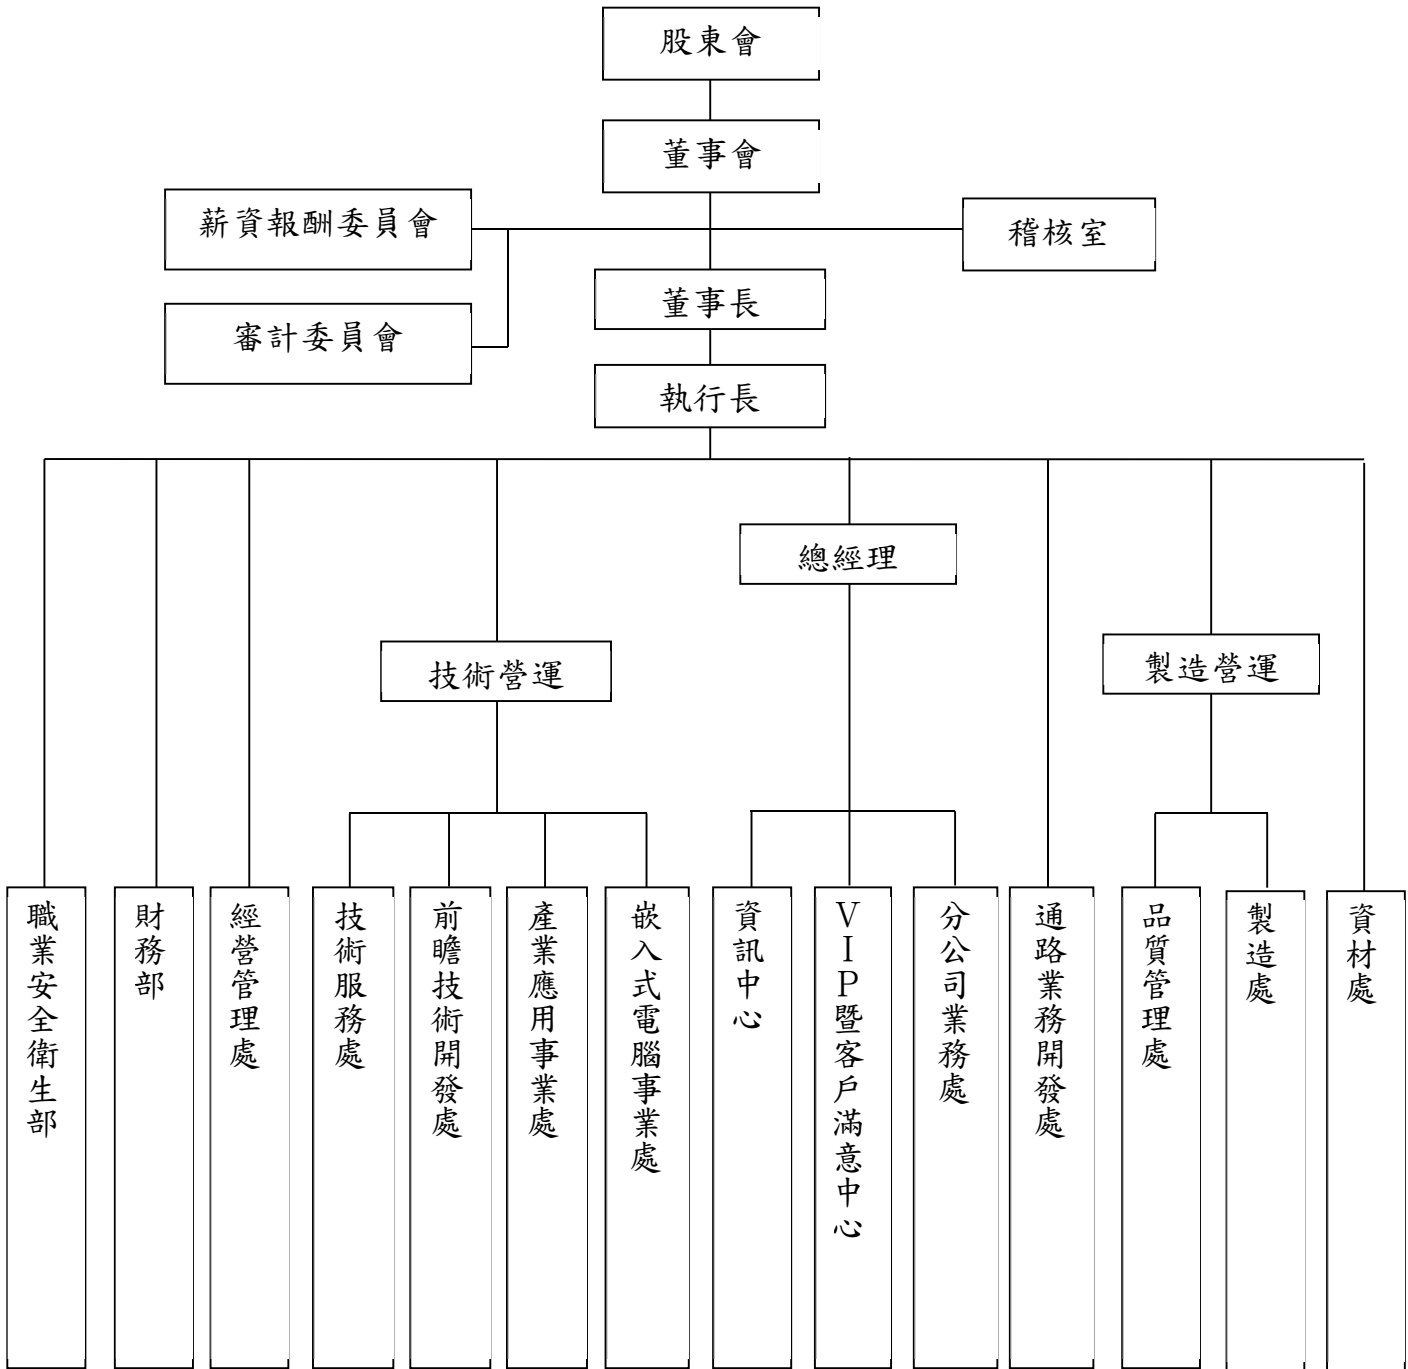 股東會
董事會
薪資報酬委員會
稽核室
董事長
審計委員會
執行長
總經理
技術營運
製造營運
職業安全衛生部
財務部
經營管理處
技術服務處
前瞻技術開發處
產業應用事業處
嵌入式電腦事業處
資訊中心
VIP暨客戶滿意中心
分公司業務處
通路業務開發處
品質管理處
製造處
資材處